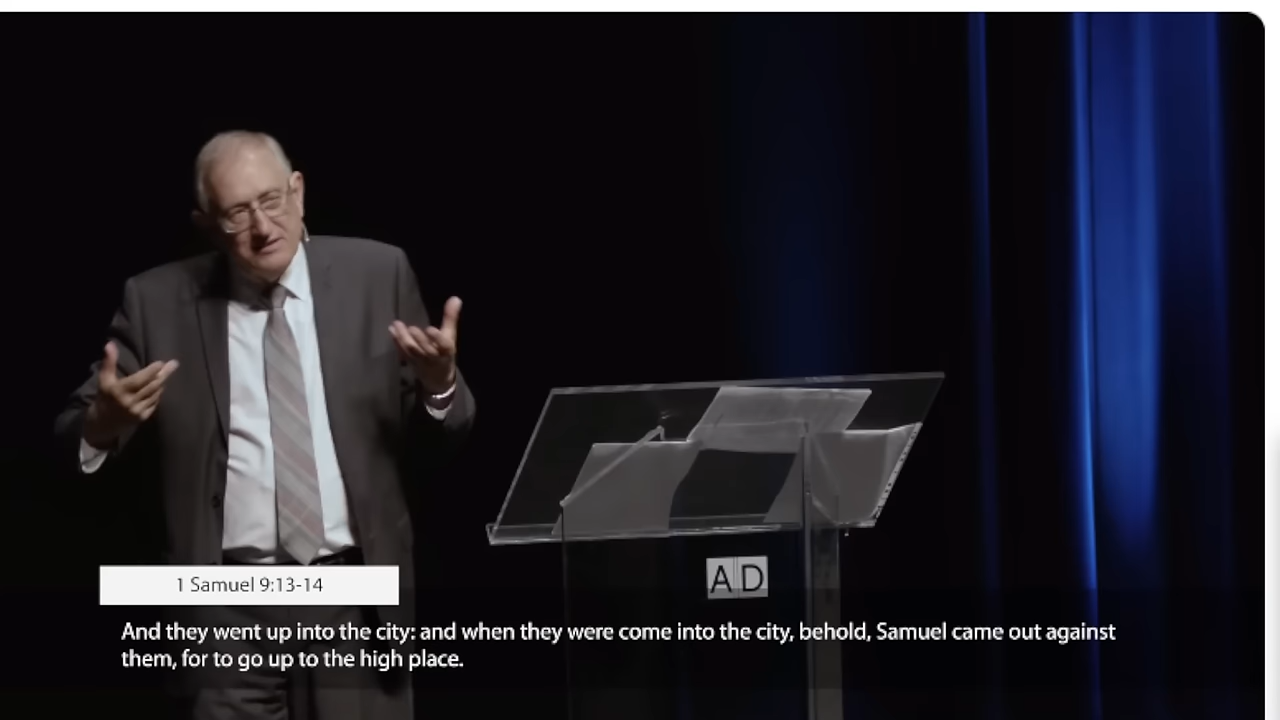 AD
1 Samuel 9:13-14
And they went up into the city: and when they were come into the city, behold, Samuel came out against
them, for to go up to the high place.